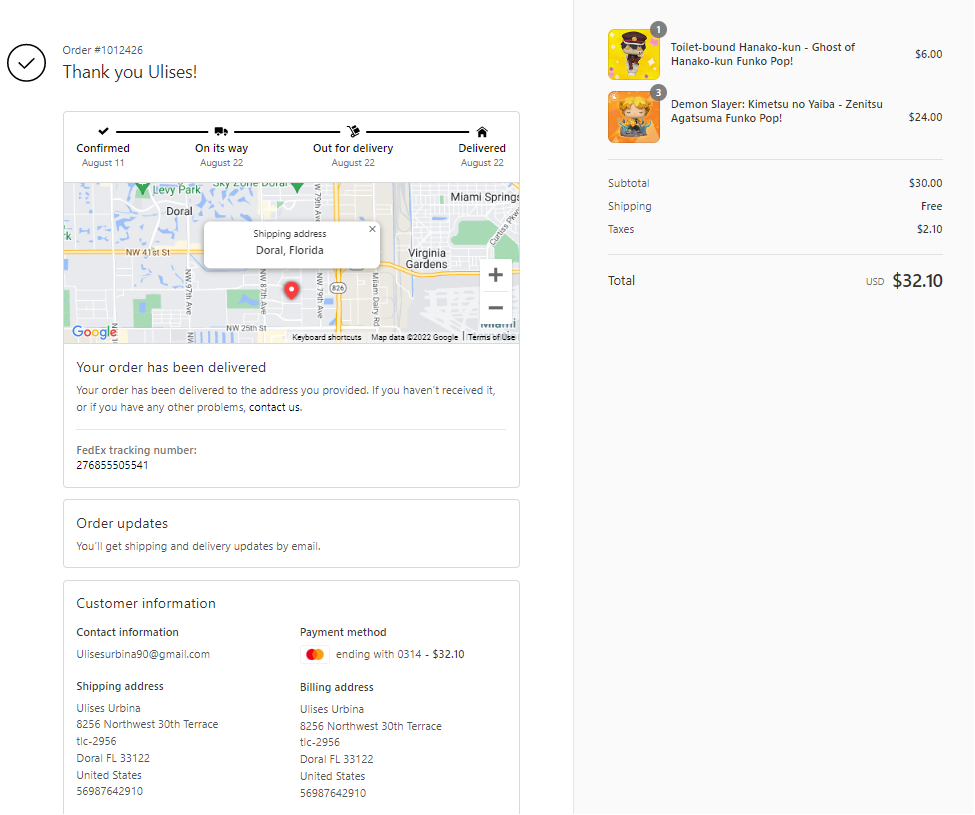 Order #1012426
Thank you Ulises!
Confirmed
August 11
On its way
August 22
Out for delivery
August 22
Delivered
August 22
Levy Park
Sky Zone Doral
Doral
NW 79th Ave
Miami Springs
Curtiss Pkwy
Shipping address
Doral, Florida
×
NW 41st St
Virginia
Gardens
NW 97th Ave
NW 87th Ave
NW 79th Ave
826
Milam Dairy Rd
NW 25th St
Miami
+
−
Google
Keyboard shortcuts
Map data ©2022 Google
Terms of Use
Your order has been delivered
Your order has been delivered to the address you provided. If you haven't received it,
or if you have any other problems, contact us.
FedEx tracking number:
276855505541
Order updates
You'll get shipping and delivery updates by email.
Customer information
Contact information
Ulisesurbina90@gmail.com
Payment method
ending with 0314 - $32.10
Shipping address
Ulises Urbina
8256 Northwest 30th Terrace
tlc-2956
Doral FL 33122
United States
56987642910
Billing address
Ulises Urbina
8256 Northwest 30th Terrace
tlc-2956
Doral FL 33122
United States
56987642910
1
Toilet-bound Hanako-kun - Ghost of
Hanako-kun Funko Pop!
$6.00
3
Demon Slayer: Kimetsu no Yaiba - Zenitsu
Agatsuma Funko Pop!
$24.00
Subtotal $30.00
Shipping Free
Taxes $2.10
Total USD $32.10